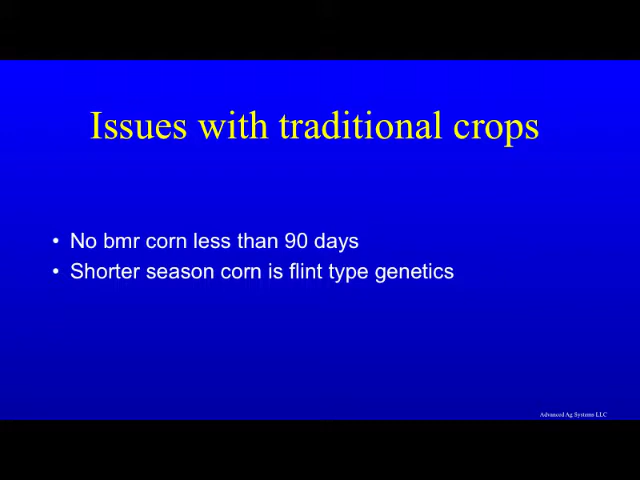 Issues with traditional crops
• No bmr corn less than 90 days
• Shorter season corn is flint type genetics
Advanced Ag Systems LLC